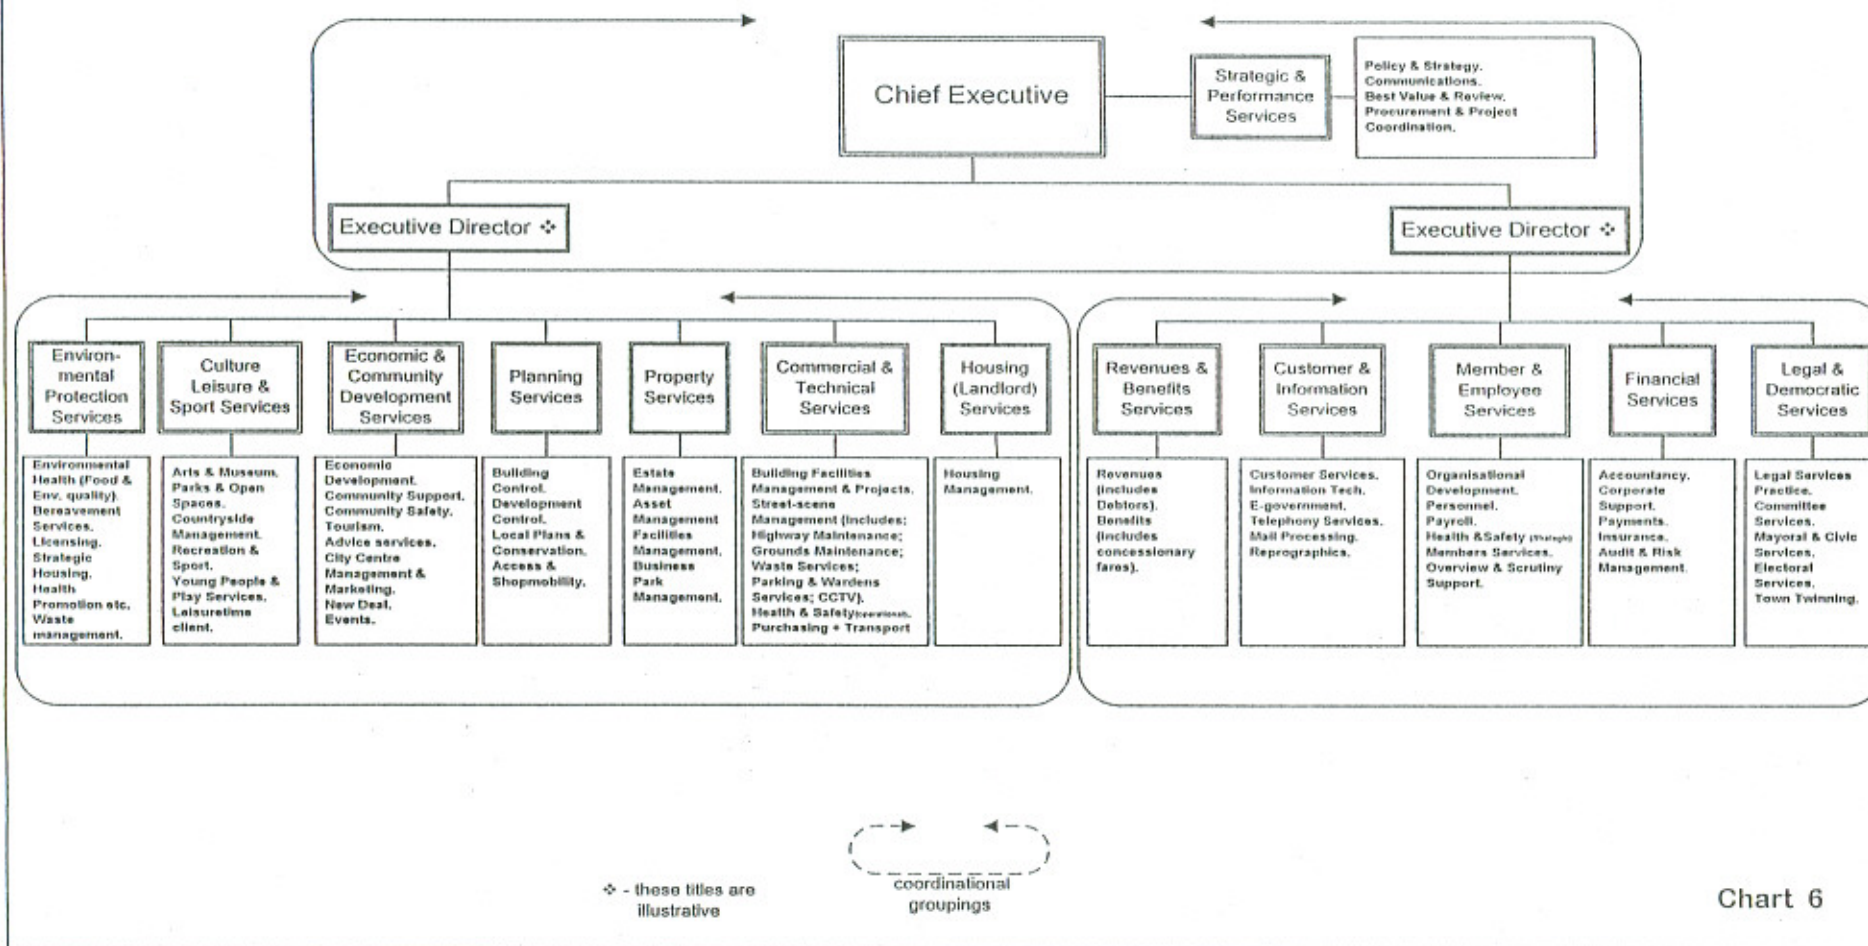 Chief Executive
Strategic &
Performance
Services
Policy & Strategy.
Communications.
Best Value & Review.
Procurement & Project
Coordination.
Executive Director ❖
Executive Director ❖
Environ-
mental
Protection
Services
Culture
Leisure &
Sport Services
Economic &
Community
Development
Services
Planning
Services
Property
Services
Commercial &
Technical
Services
Housing
(Landlord)
Services
Revenues &
Benefits
Services
Customer &
Information
Services
Member &
Employee
Services
Financial
Services
Legal &
Democratic
Services
Environmental
Health (Food &
Env. quality).
Bereavement
Services.
Licensing.
Strategic
Housing.
Health
Promotion etc.
Waste
management.
Arts & Museum.
Parks & Open
Spaces.
Countryside
Management.
Recreation &
Sport.
Young People &
Play Services.
Leisuretime
client.
Economic
Development.
Community Support.
Community Safety.
Tourism.
Advice services.
City Centre
Management &
Marketing.
New Deal.
Events.
Building
Control.
Development
Control.
Local Plans &
Conservation.
Access &
Shopmobility.
Estate
Management.
Asset
Management
Facilities
Management.
Business
Park
Management.
Building Facilities
Management & Projects.
Street-scene
Management (includes;
Highway Maintenance;
Grounds Maintenance;
Waste Services;
Parking & Wardens
Services; CCTV).
Health & Safety(operational).
Purchasing + Transport
Housing
Management.
Revenues
(includes
Debtors).
Benefits
(includes
concessionary
fares).
Customer Services.
Information Tech.
E-government.
Telephony Services.
Mail Processing.
Reprographics.
Organisational
Development.
Personnel.
Payroll.
Health &Safety (Strategic)
Members Services.
Overview & Scrutiny
Support.
Accountancy.
Corporate
Support.
Payments.
Insurance.
Audit & Risk
Management.
Legal Services
Practice.
Committee
Services.
Mayoral & Civic
Services.
Electoral
Services.
Town Twinning.
❖ - these titles are
illustrative
coordinational
groupings
Chart 6